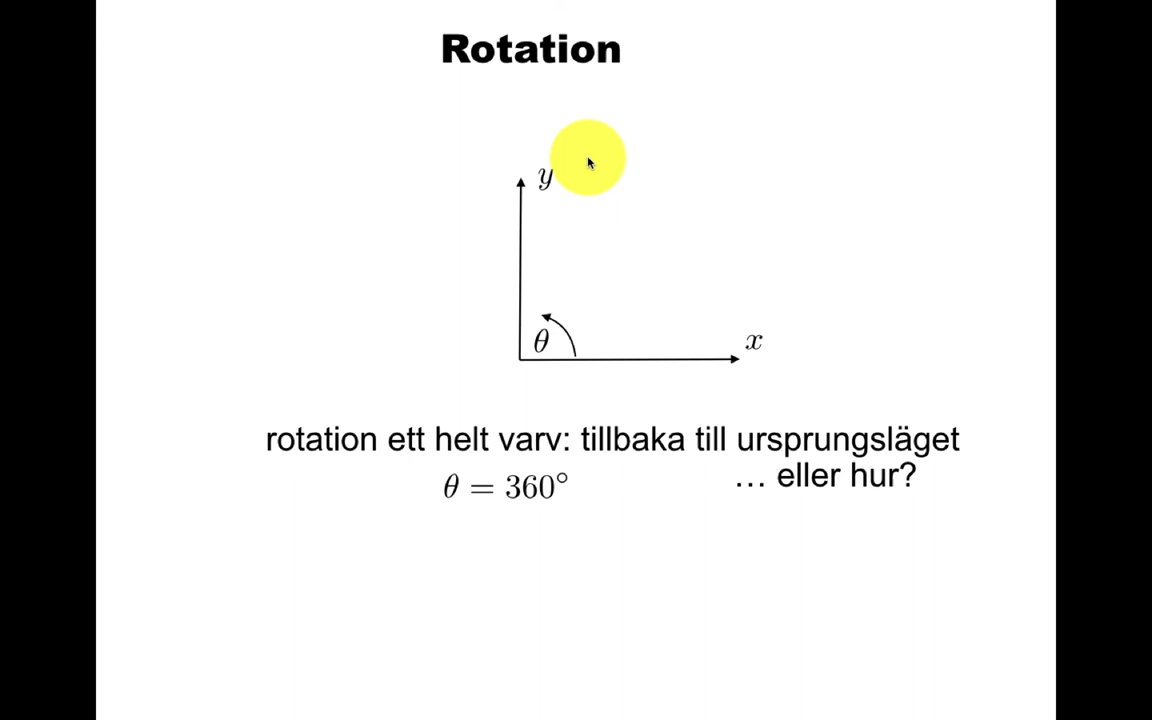 Rotation
y
θ
x
rotation ett helt varv: tillbaka till ursprungsläget
θ = 360°
… eller hur?